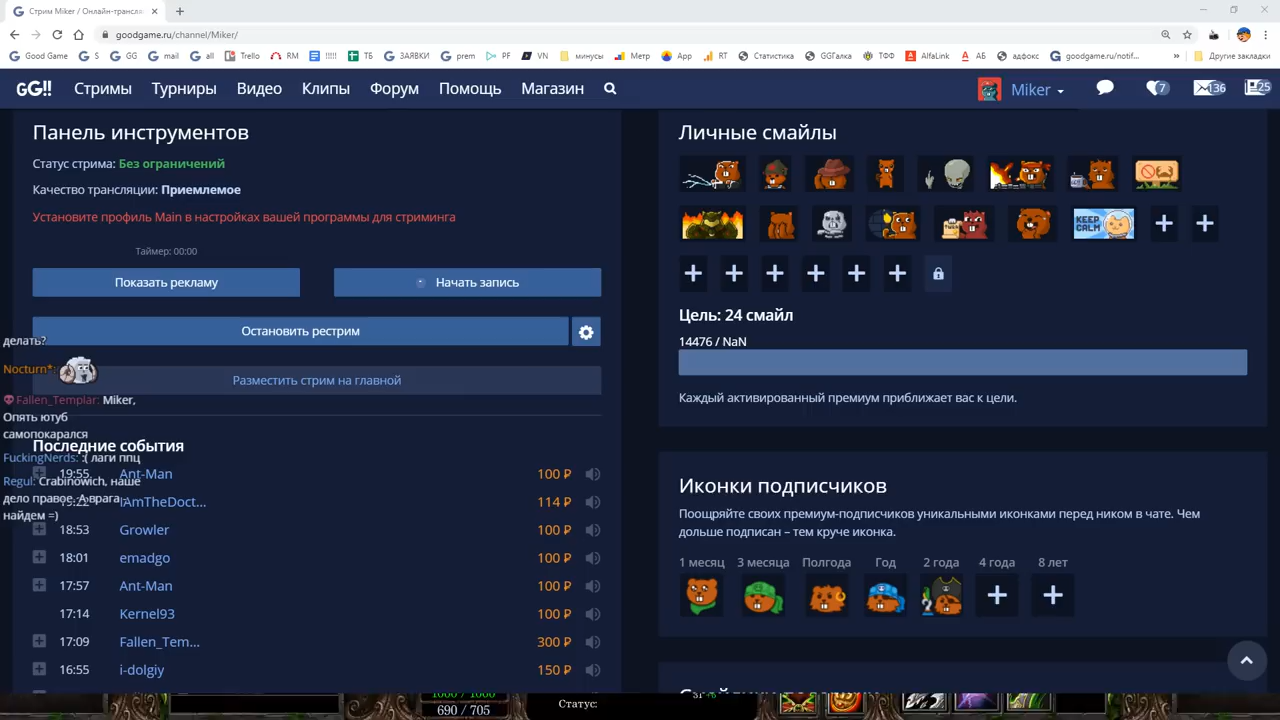 Стрим Miker / Онлайн-трансля
goodgame.ru/channel/Miker/
Good Game S GG mail all Trello RM !!!!! ТБ ЗАЯВКИ prem PF VN минусы Метр App RT Статистика GGГалка ТФФ AlfaLink АБ адфокс goodgame.ru/notif... » Другие закладки
GG!! Стримы Турниры Видео Клипы Форум Помощь Магазин Miker 7 136 25
Панель инструментов
Статус стрима: Без ограничений
Качество трансляции: Приемлемое
Установите профиль Main в настройках вашей программы для стриминга
Таймер: 00:00
Показать рекламу Начать запись
Остановить рестрим
Разместить стрим на главной
делать?
Nocturn*:
Fallen_Templar: Miker,
Опять ютуб
самопокарался
FuckingNerds: :( лаги ппц
Regul: Crabinowich, наше
дело правое. А врага
найдем =)
Последние события
19:55 Ant-Man 100 ₽
19:22 IAmTheDoct... 114 ₽
18:53 Growler 100 ₽
18:01 emadgo 100 ₽
17:57 Ant-Man 100 ₽
17:14 Kernel93 100 ₽
17:09 Fallen_Tem... 300 ₽
16:55 i-dolgiy 150 ₽
Личные смайлы
KEEP
CALM
Цель: 24 смайл
14476 / NaN
Каждый активированный премиум приближает вас к цели.
Иконки подписчиков
Поощряйте своих премиум-подписчиков уникальными иконками перед ником в чате. Чем
дольше подписан – тем круче иконка.
1 месяц 3 месяца Полгода Год 2 года 4 года 8 лет
690 / 705
Статус: